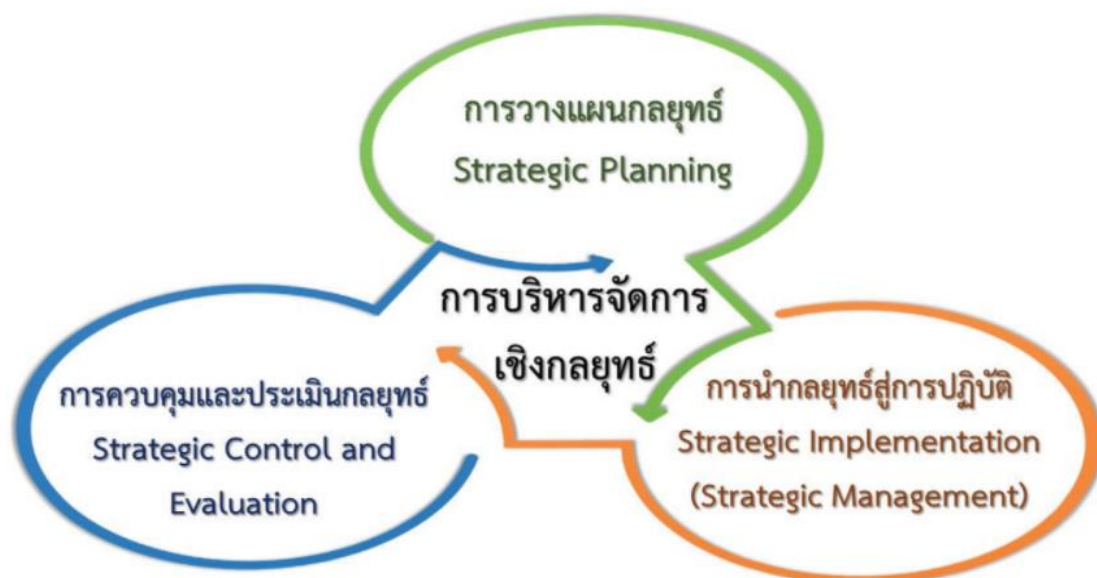 การวางแผนกลยุทธ์
Strategic Planning
การบริหารจัดการ
เชิงกลยุทธ์
การควบคุมและประเมินกลยุทธ์
Strategic Control and
Evaluation
การนำกลยุทธ์สู่การปฏิบัติ
Strategic Implementation
(Strategic Management)